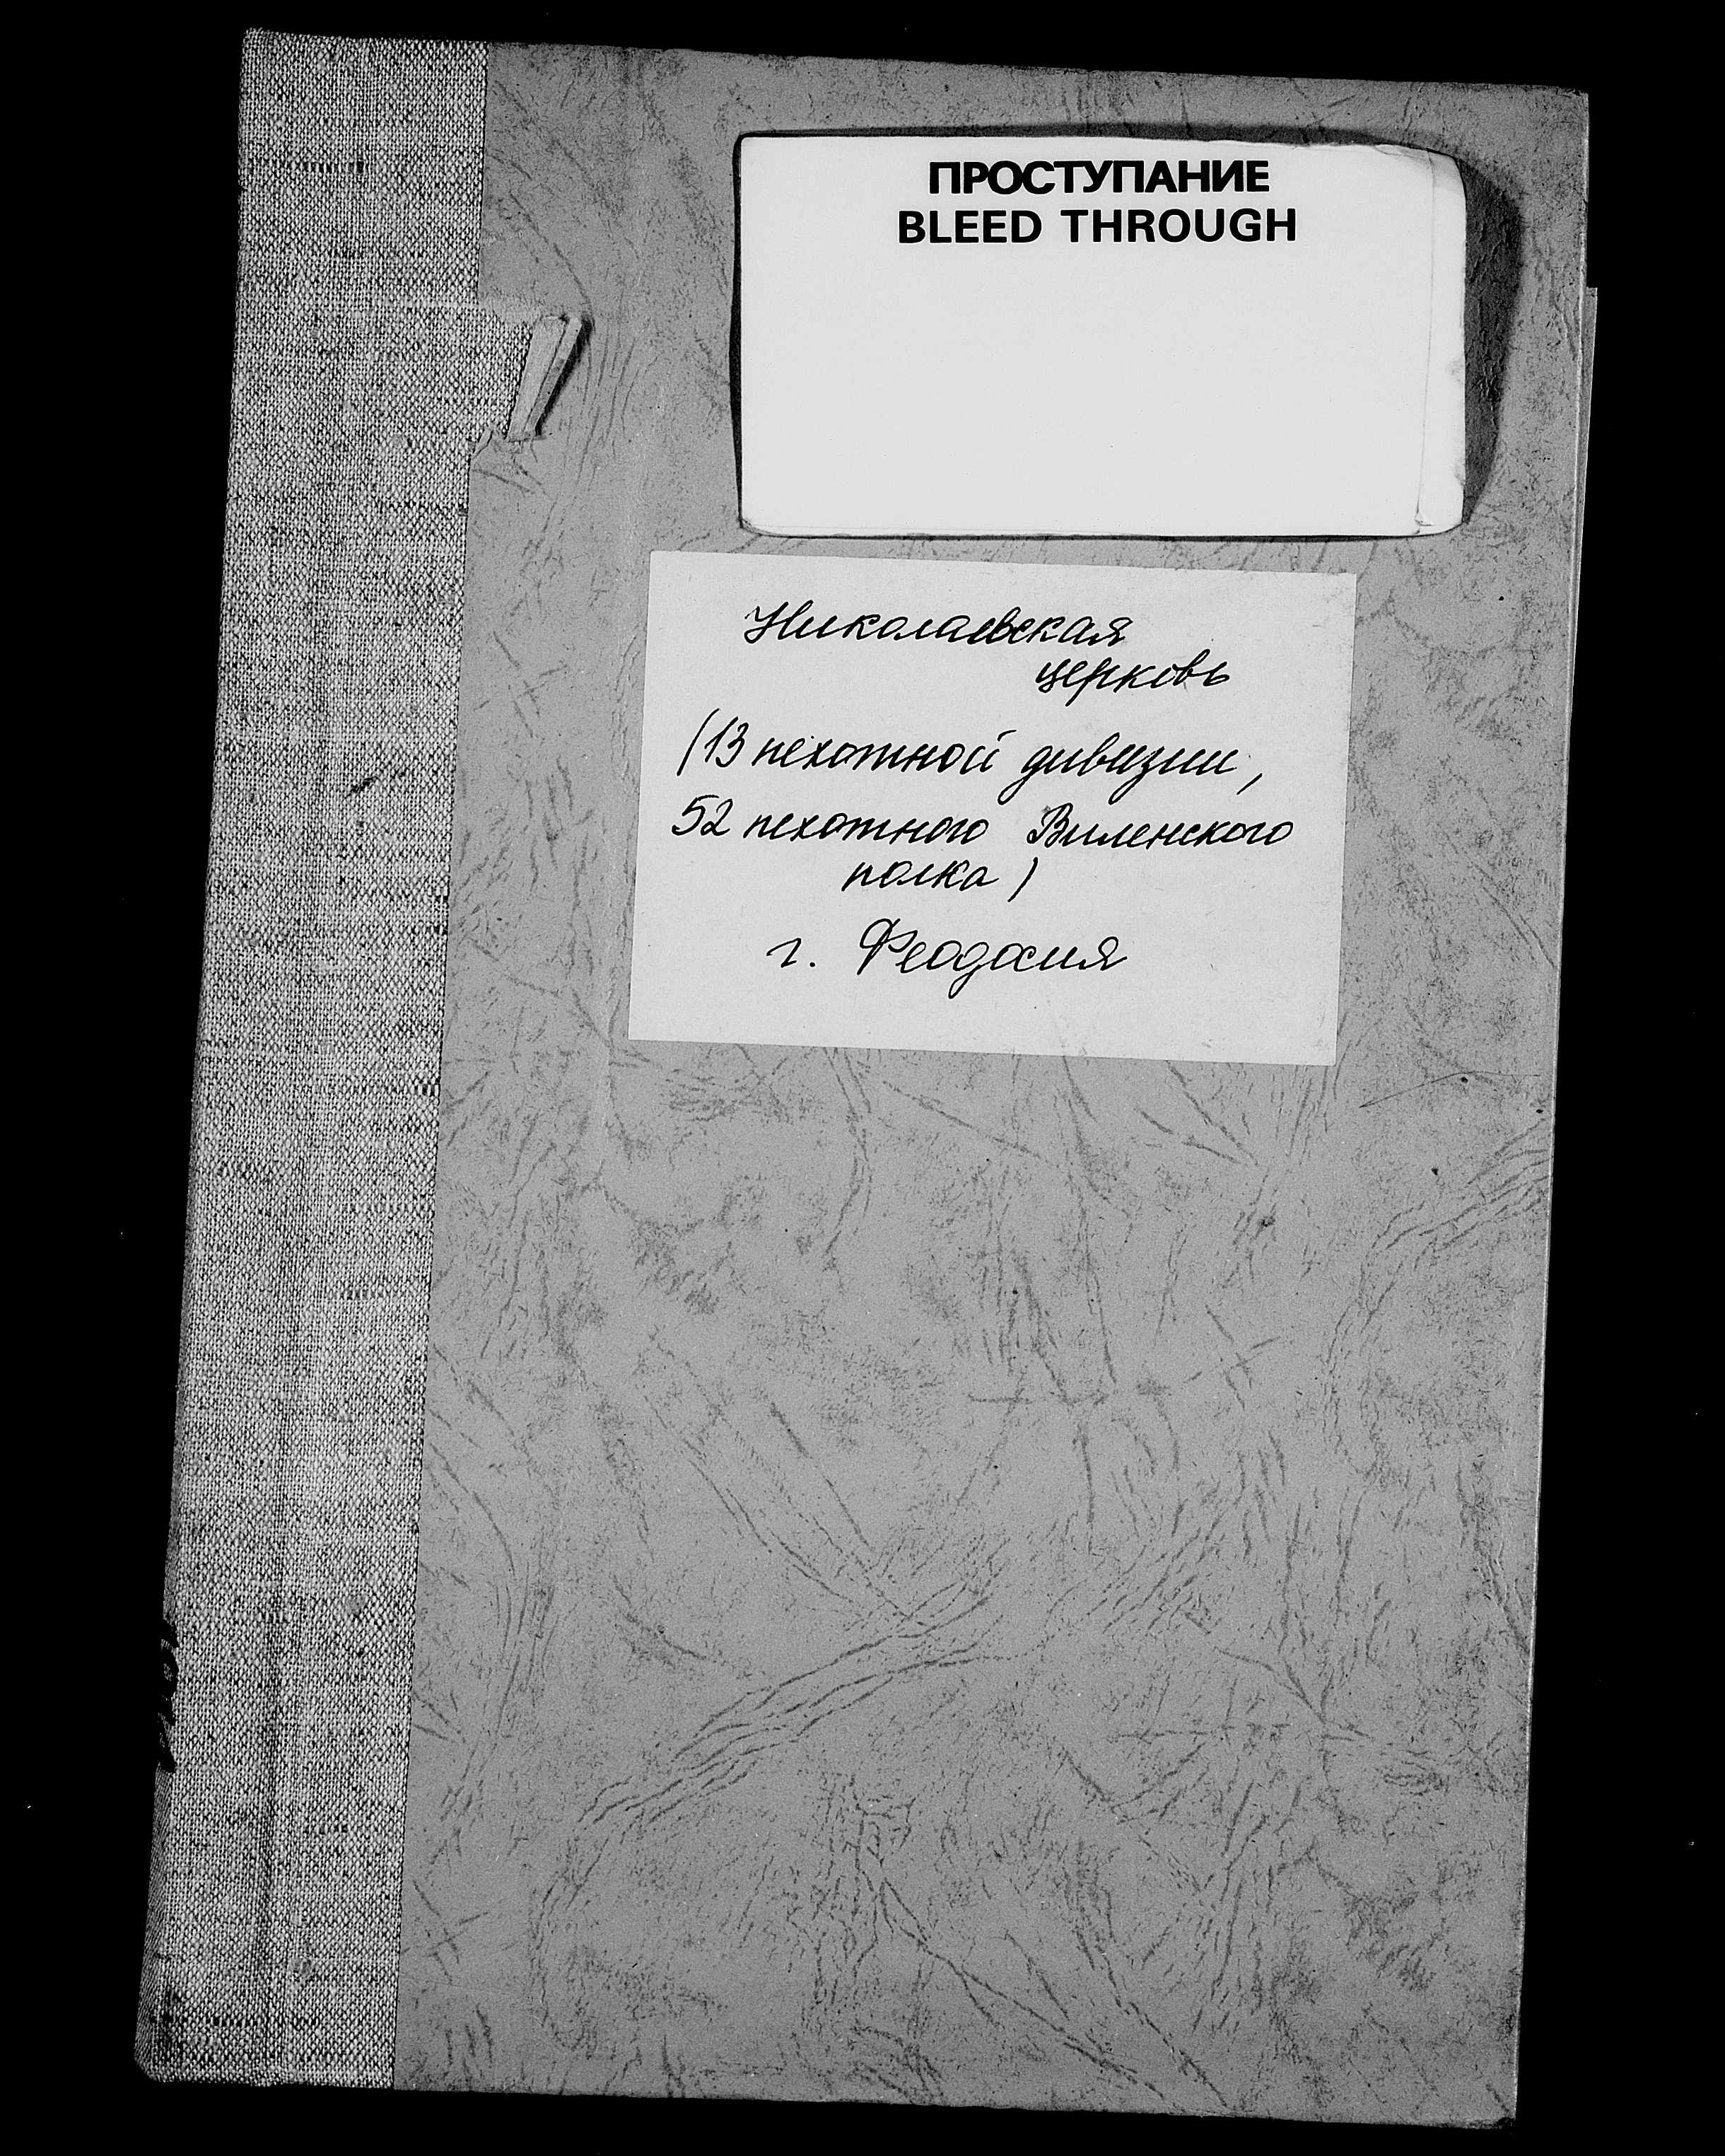 ПРОСТУПАНИЕ
BLEED THROUGH
Николаевская
церковь
(13 пехотной дивизии,
52 пехотного Виленского
полка)
г. Феодосия